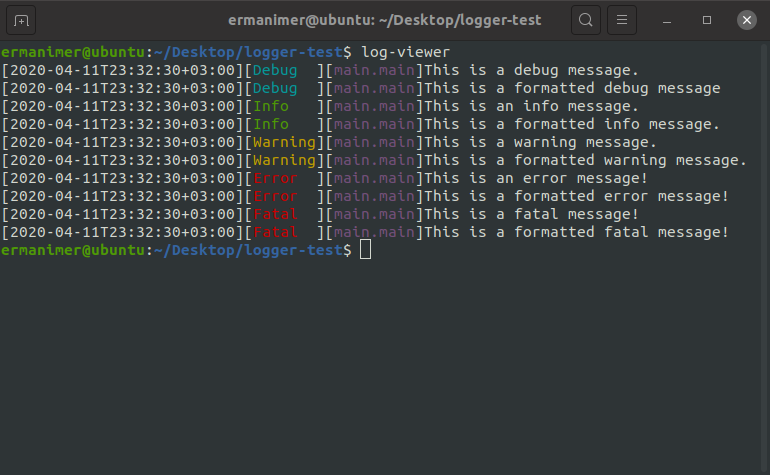 ermanimer@ubuntu: ~/Desktop/logger-test
ermanimer@ubuntu:~/Desktop/logger-test$ log-viewer
[2020-04-11T23:32:30+03:00][Debug  ][main.main]This is a debug message.
[2020-04-11T23:32:30+03:00][Debug  ][main.main]This is a formatted debug message
[2020-04-11T23:32:30+03:00][Info   ][main.main]This is an info message.
[2020-04-11T23:32:30+03:00][Info   ][main.main]This is a formatted info message.
[2020-04-11T23:32:30+03:00][Warning][main.main]This is a warning message.
[2020-04-11T23:32:30+03:00][Warning][main.main]This is a formatted warning message.
[2020-04-11T23:32:30+03:00][Error  ][main.main]This is an error message!
[2020-04-11T23:32:30+03:00][Error  ][main.main]This is a formatted error message!
[2020-04-11T23:32:30+03:00][Fatal  ][main.main]This is a fatal message!
[2020-04-11T23:32:30+03:00][Fatal  ][main.main]This is a formatted fatal message!
ermanimer@ubuntu:~/Desktop/logger-test$